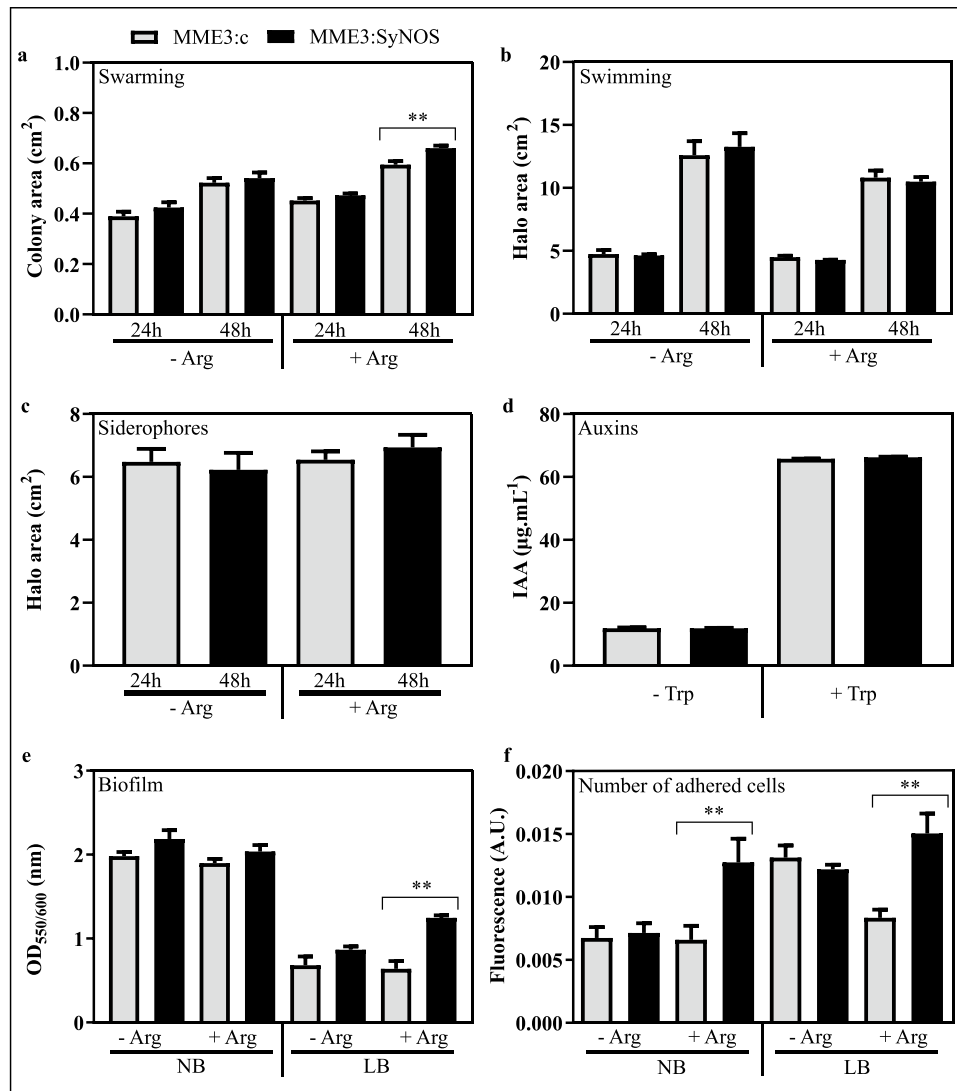 MME3:c MME3:SyNOS
a
Swarming
Colony area (cm2)
1.0
0.8
0.6
0.4
0.2
0.0
**
24h 48h 24h 48h
- Arg + Arg
b
Swimming
Halo area (cm2)
20
15
10
5
0
24h 48h 24h 48h
- Arg + Arg
c
Siderophores
Halo area (cm2)
8
6
4
2
0
24h 48h 24h 48h
- Arg + Arg
d
Auxins
IAA (µg.mL-1)
80
60
40
20
0
- Trp + Trp
e
Biofilm
OD550/600 (nm)
3
2
1
0
**
- Arg + Arg - Arg + Arg
NB LB
f
Number of adhered cells
Fluorescence (A.U.)
0.020
0.015
0.010
0.005
0.000
**
**
- Arg + Arg - Arg + Arg
NB LB